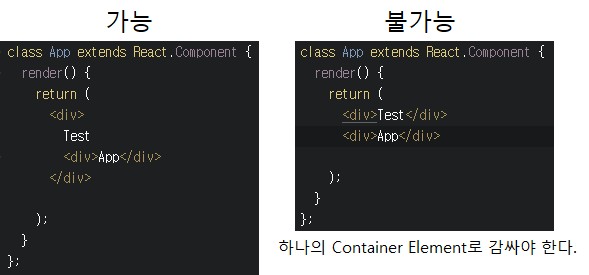 가능
class App extends React.Component {
render() {
return (
<div>
Test
<div>App</div>
</div>
);
}
};
불가능
class App extends React.Component {
render() {
return (
<div>Test</div>
<div>App</div>
);
}
};
하나의 Container Element로 감싸야 한다.